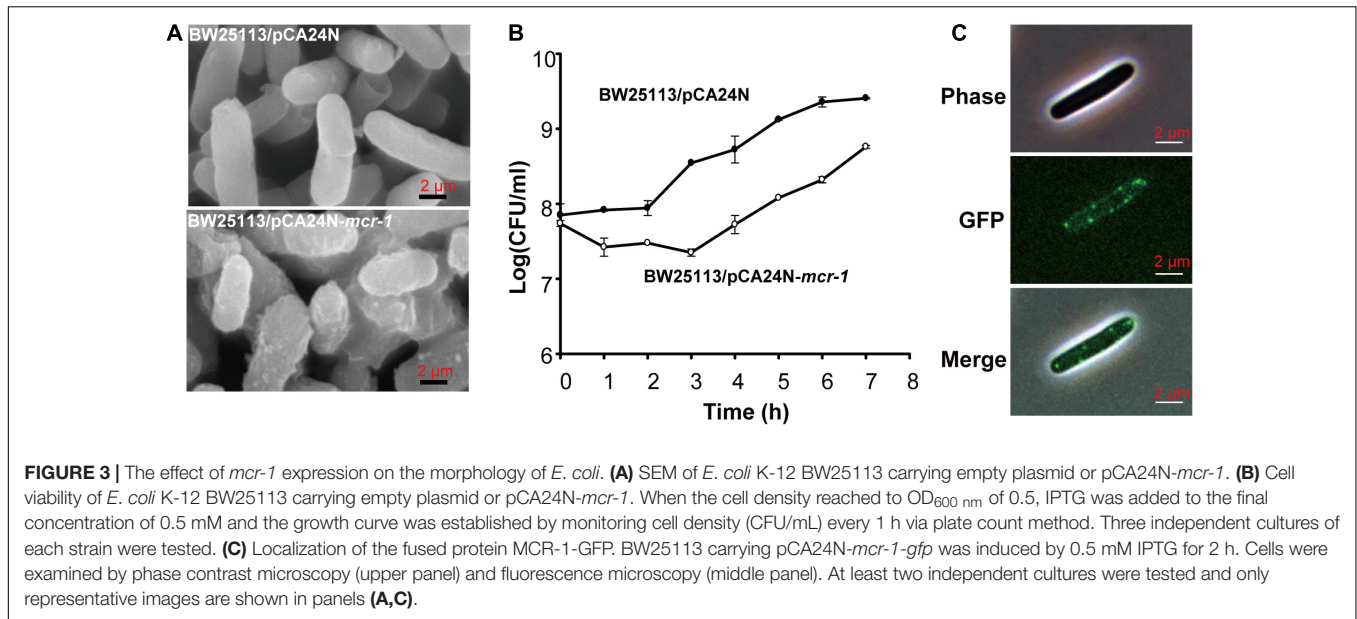 A
BW25113/pCA24N
2 μm
BW25113/pCA24N-mcr-1
2 μm
B
10
9
8
7
6
Log(CFU/ml)
BW25113/pCA24N
BW25113/pCA24N-mcr-1
0 1 2 3 4 5 6 7 8
Time (h)
C
Phase
2 μm
GFP
2 μm
Merge
2 μm
FIGURE 3 | The effect of mcr-1 expression on the morphology of E. coli. (A) SEM of E. coli K-12 BW25113 carrying empty plasmid or pCA24N-mcr-1. (B) Cell
viability of E. coli K-12 BW25113 carrying empty plasmid or pCA24N-mcr-1. When the cell density reached to OD600 nm of 0.5, IPTG was added to the final
concentration of 0.5 mM and the growth curve was established by monitoring cell density (CFU/mL) every 1 h via plate count method. Three independent cultures of
each strain were tested. (C) Localization of the fused protein MCR-1-GFP. BW25113 carrying pCA24N-mcr-1-gfp was induced by 0.5 mM IPTG for 2 h. Cells were
examined by phase contrast microscopy (upper panel) and fluorescence microscopy (middle panel). At least two independent cultures were tested and only
representative images are shown in panels (A,C).